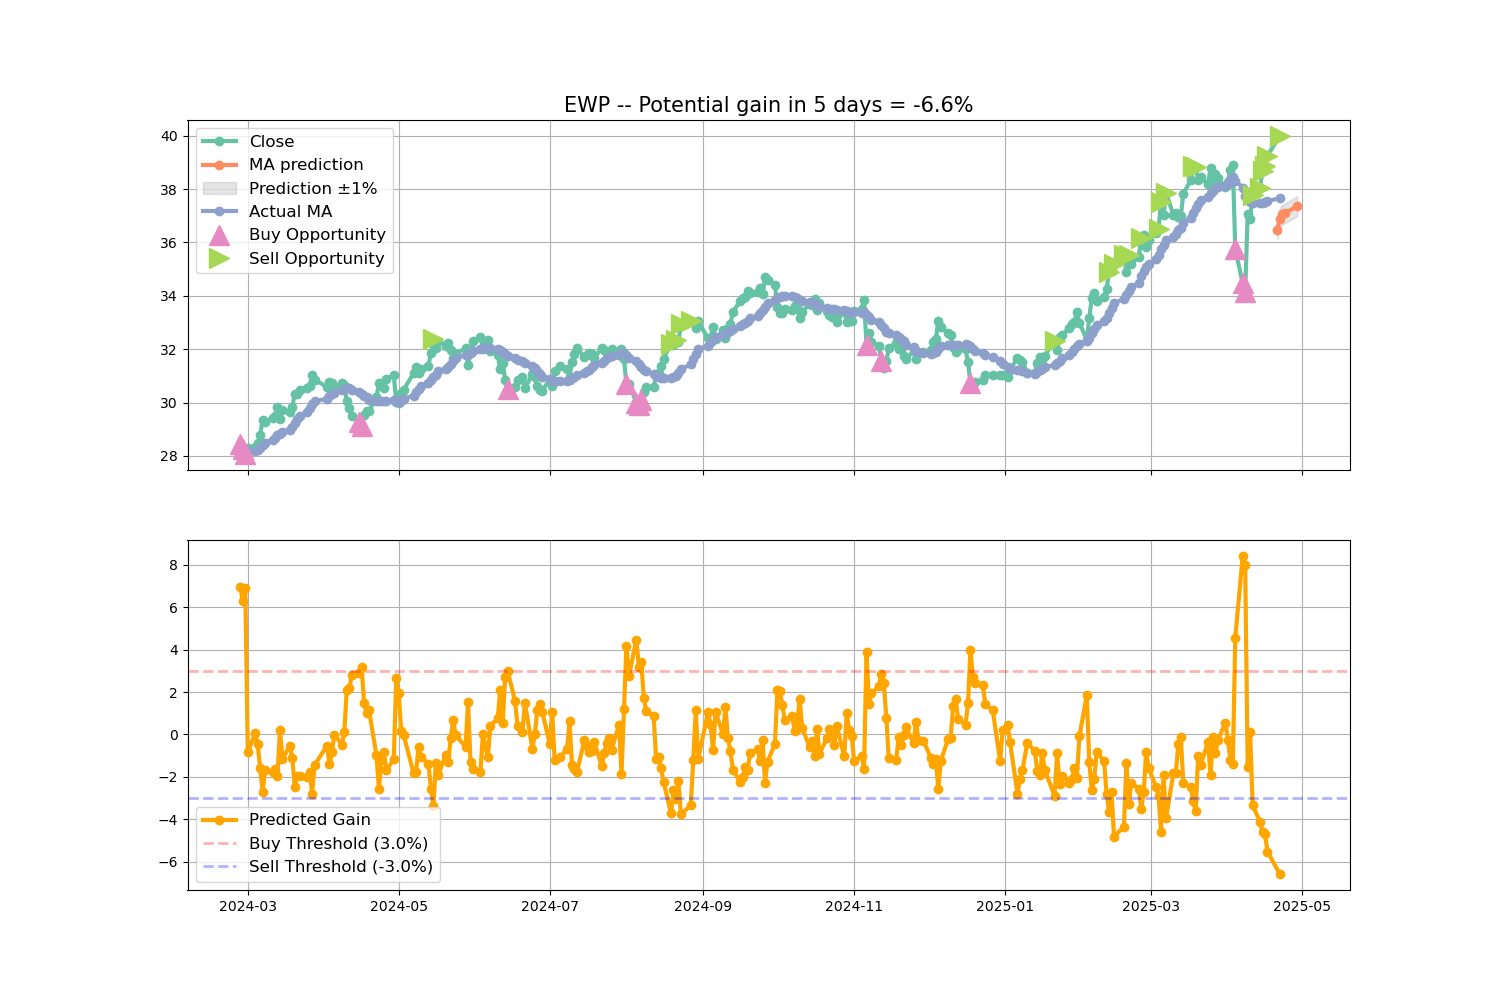 EWP -- Potential gain in 5 days = -6.6%
40
38
36
34
32
30
28
Close
MA prediction
Prediction ±1%
Actual MA
Buy Opportunity
Sell Opportunity
8
6
4
2
0
−2
−4
−6
Predicted Gain
Buy Threshold (3.0%)
Sell Threshold (-3.0%)
2024-03 2024-05 2024-07 2024-09 2024-11 2025-01 2025-03 2025-05